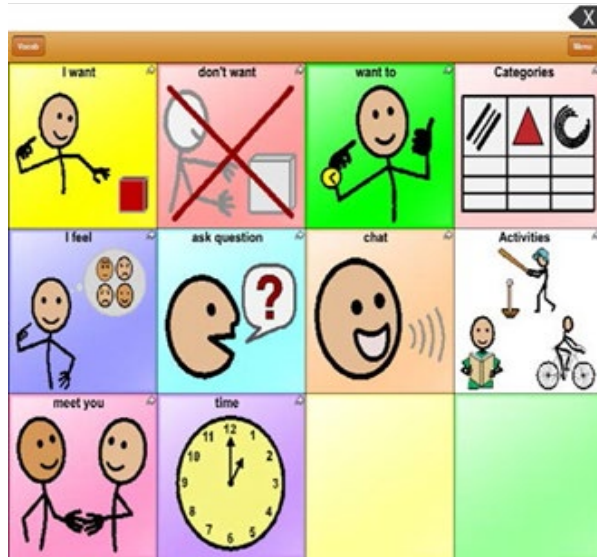 X
Vocab
Menu
I want
don't want
want to
Categories
I feel
ask question
?
chat
Activities
meet you
time
12
11
1
10
2
9
3
8
4
7
5
6